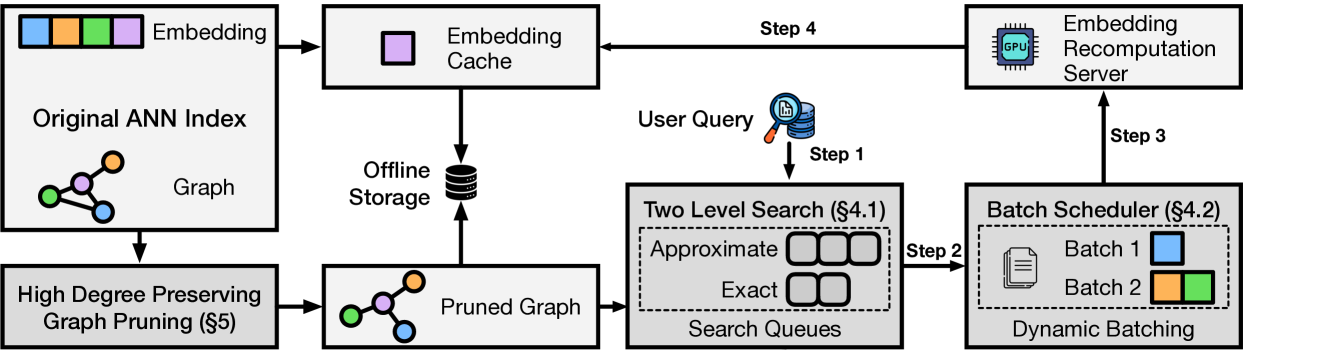 Embedding
Original ANN Index
Graph
High Degree Preserving
Graph Pruning (§5)
Embedding
Cache
Offline
Storage
Pruned Graph
Step 4
User Query
Step 1
Two Level Search (§4.1)
Approximate
Exact
Search Queues
Step 2
Embedding
Recomputation
Server
GPU
Step 3
Batch Scheduler (§4.2)
Batch 1
Batch 2
Dynamic Batching